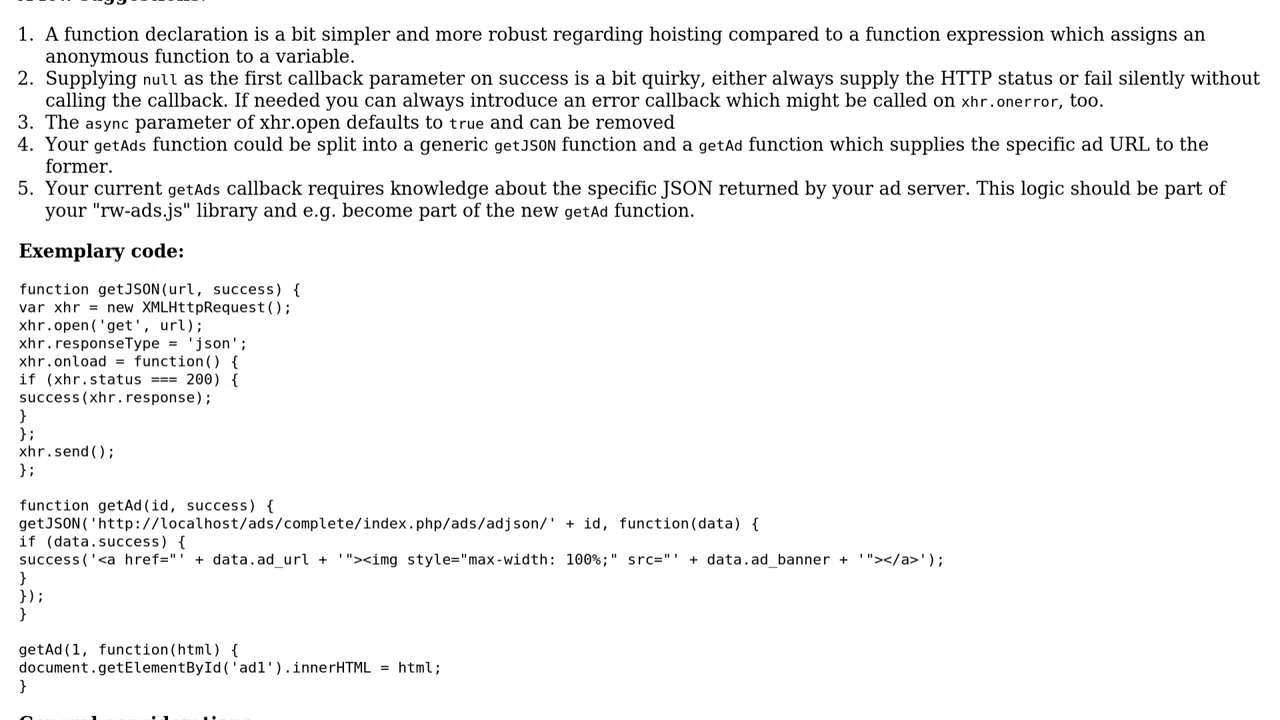 1. A function declaration is a bit simpler and more robust regarding hoisting compared to a function expression which assigns an
anonymous function to a variable.
2. Supplying null as the first callback parameter on success is a bit quirky, either always supply the HTTP status or fail silently without
calling the callback. If needed you can always introduce an error callback which might be called on xhr.onerror, too.
3. The async parameter of xhr.open defaults to true and can be removed
4. Your getAds function could be split into a generic getJSON function and a getAd function which supplies the specific ad URL to the
former.
5. Your current getAds callback requires knowledge about the specific JSON returned by your ad server. This logic should be part of
your "rw-ads.js" library and e.g. become part of the new getAd function.
Exemplary code:
function getJSON(url, success) {
var xhr = new XMLHttpRequest();
xhr.open('get', url);
xhr.responseType = 'json';
xhr.onload = function() {
if (xhr.status === 200) {
success(xhr.response);
}
};
xhr.send();
};
function getAd(id, success) {
getJSON('http://localhost/ads/complete/index.php/ads/adjson/' + id, function(data) {
if (data.success) {
success('<a href="' + data.ad_url + '"><img style="max-width: 100%;" src="' + data.ad_banner + '"></a>');
}
});
}
getAd(1, function(html) {
document.getElementById('ad1').innerHTML = html;
}